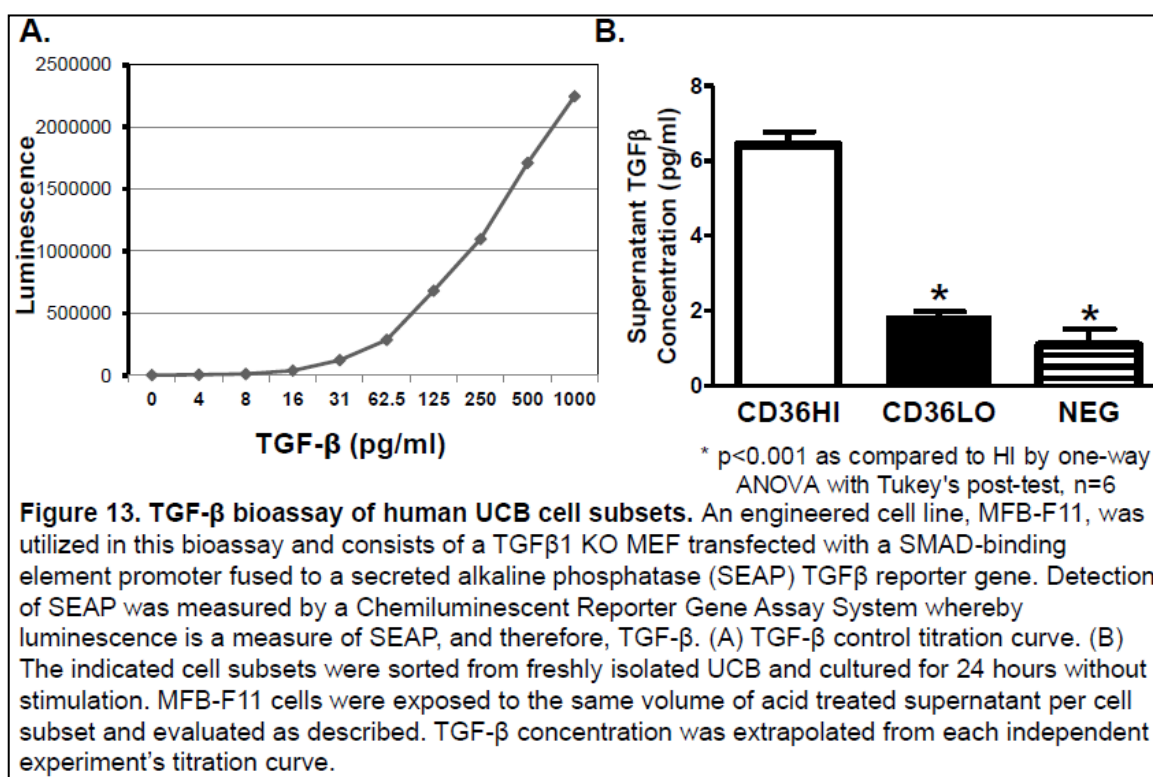 A.
2500000
2000000
1500000
1000000
500000
0
Luminescence
0 4 8 16 31 62.5 125 250 500 1000
TGF-β (pg/ml)
B.
Supernatant TGFβ
Concentration (pg/ml)
8
6
4
2
0
*
*
CD36HI CD36LO NEG
* p<0.001 as compared to HI by one-way
ANOVA with Tukey's post-test, n=6
Figure 13. TGF-β bioassay of human UCB cell subsets. An engineered cell line, MFB-F11, was
utilized in this bioassay and consists of a TGFβ1 KO MEF transfected with a SMAD-binding
element promoter fused to a secreted alkaline phosphatase (SEAP) TGFβ reporter gene. Detection
of SEAP was measured by a Chemiluminescent Reporter Gene Assay System whereby
luminescence is a measure of SEAP, and therefore, TGF-β. (A) TGF-β control titration curve. (B)
The indicated cell subsets were sorted from freshly isolated UCB and cultured for 24 hours without
stimulation. MFB-F11 cells were exposed to the same volume of acid treated supernatant per cell
subset and evaluated as described. TGF-β concentration was extrapolated from each independent
experiment's titration curve.